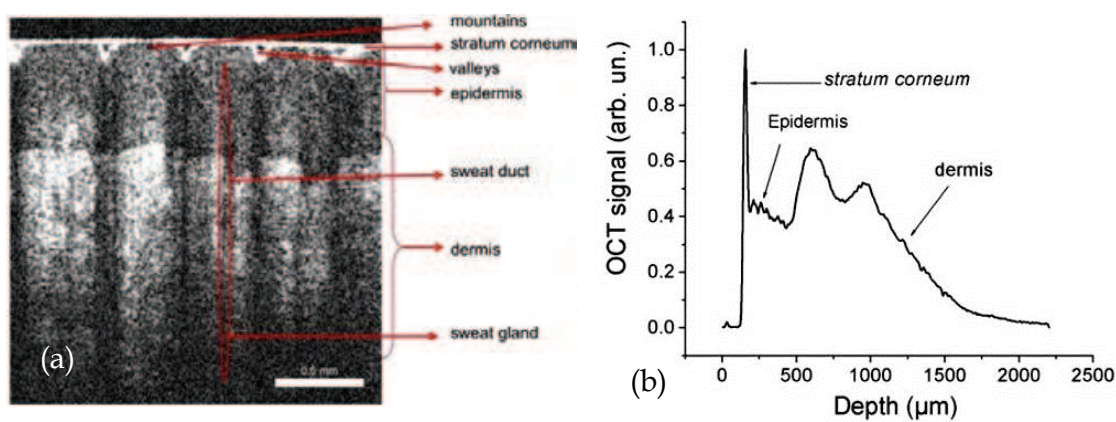 mountains
stratum corneum
valleys
epidermis
sweat duct
dermis
sweat gland
(a)
0.5 mm
OCT signal (arb. un.)
1.0
0.8
0.6
0.4
0.2
0.0
stratum corneum
Epidermis
dermis
0
500
1000
1500
2000
2500
Depth (µm)
(b)